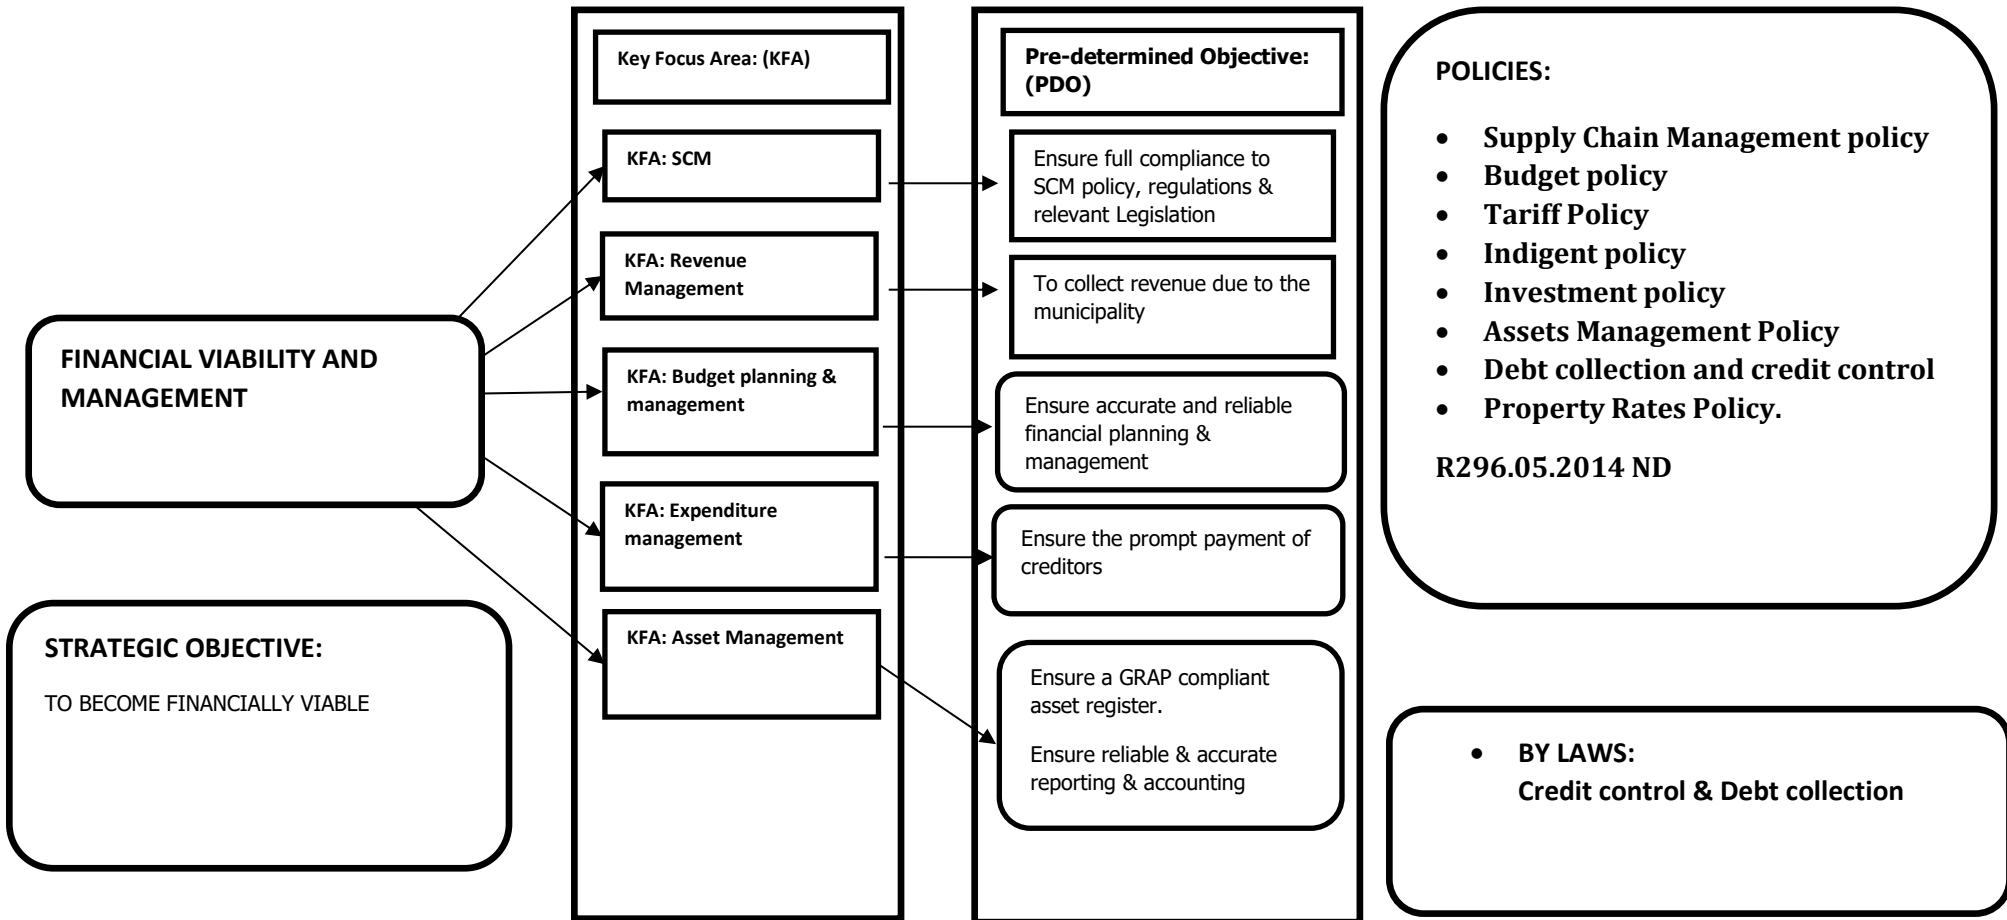 FINANCIAL VIABILITY AND
MANAGEMENT
STRATEGIC OBJECTIVE:
TO BECOME FINANCIALLY VIABLE
Key Focus Area: (KFA)
KFA: SCM
KFA: Revenue
Management
KFA: Budget planning &
management
KFA: Expenditure
management
KFA: Asset Management
Pre-determined Objective:
(PDO)
Ensure full compliance to
SCM policy, regulations &
relevant Legislation
To collect revenue due to the
municipality
Ensure accurate and reliable
financial planning &
management
Ensure the prompt payment of
creditors
Ensure a GRAP compliant
asset register.
Ensure reliable & accurate
reporting & accounting
POLICIES:
• Supply Chain Management policy
• Budget policy
• Tariff Policy
• Indigent policy
• Investment policy
• Assets Management Policy
• Debt collection and credit control
• Property Rates Policy.
R296.05.2014 ND
• BY LAWS:
Credit control & Debt collection